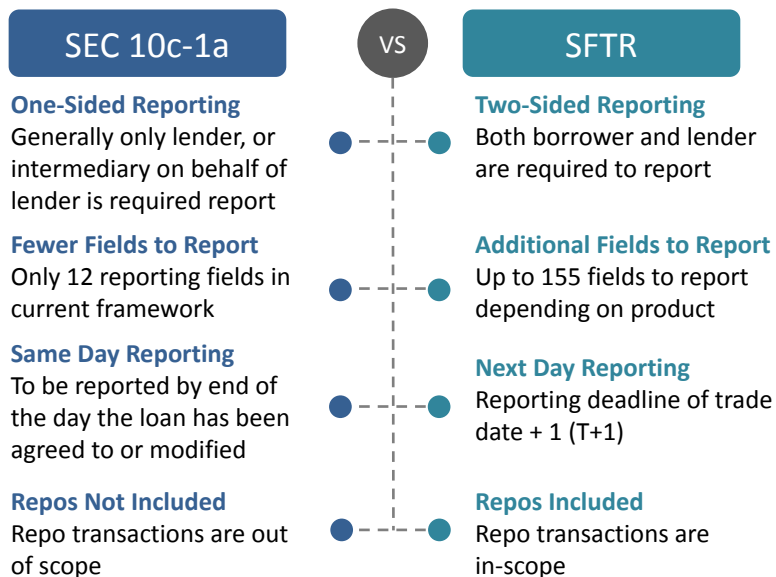 SEC 10c-1a
VS
SFTR
One-Sided Reporting
Generally only lender, or
intermediary on behalf of
lender is required report
Two-Sided Reporting
Both borrower and lender
are required to report
Fewer Fields to Report
Only 12 reporting fields in
current framework
Additional Fields to Report
Up to 155 fields to report
depending on product
Same Day Reporting
To be reported by end of
the day the loan has been
agreed to or modified
Next Day Reporting
Reporting deadline of trade
date + 1 (T+1)
Repos Not Included
Repo transactions are out
of scope
Repos Included
Repo transactions are
in-scope